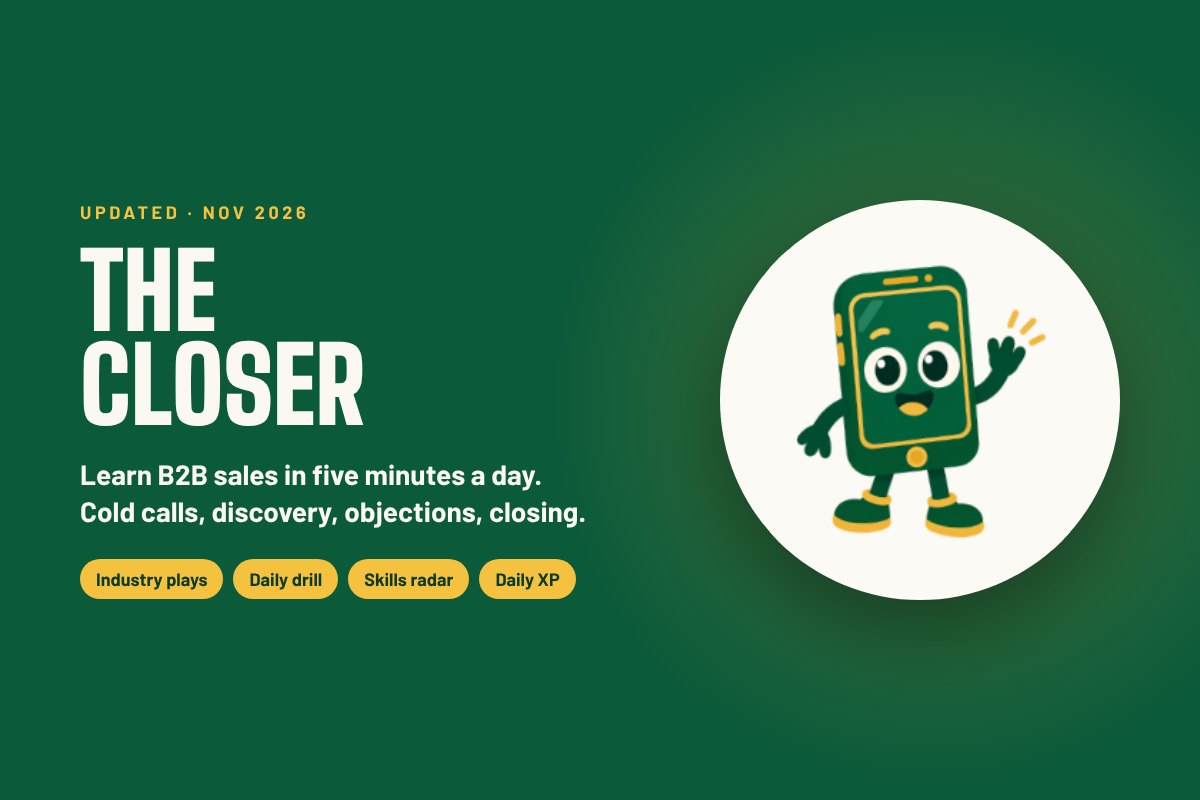 UPDATED · NOV 2026
THE
CLOSER
Learn B2B sales in five minutes a day.
Cold calls, discovery, objections, closing.
Industry plays
Daily drill
Skills radar
Daily XP